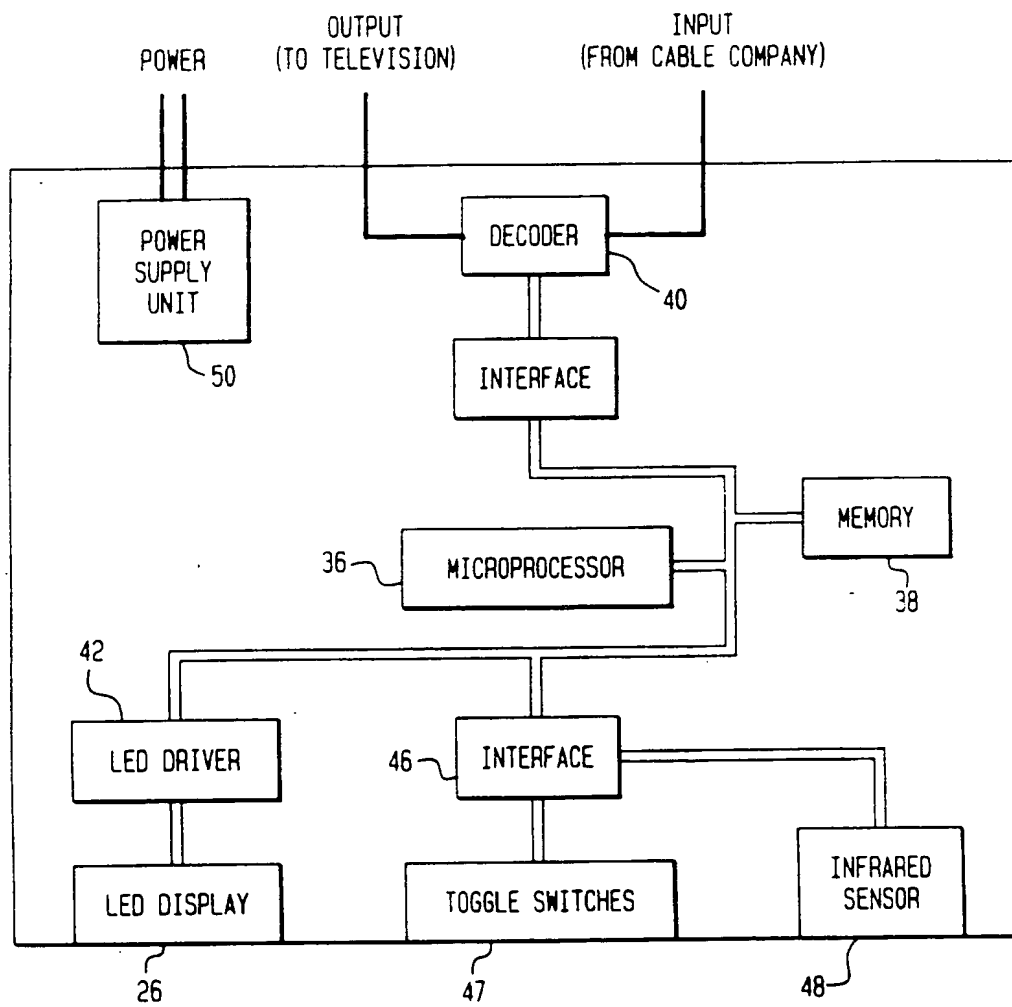 POWER
OUTPUT
(TO TELEVISION)
INPUT
(FROM CABLE COMPANY)
POWER
SUPPLY
UNIT
50
DECODER
40
INTERFACE
MEMORY
38
36
MICROPROCESSOR
42
LED DRIVER
46
INTERFACE
LED DISPLAY
26
TOGGLE SWITCHES
47
INFRARED
SENSOR
48